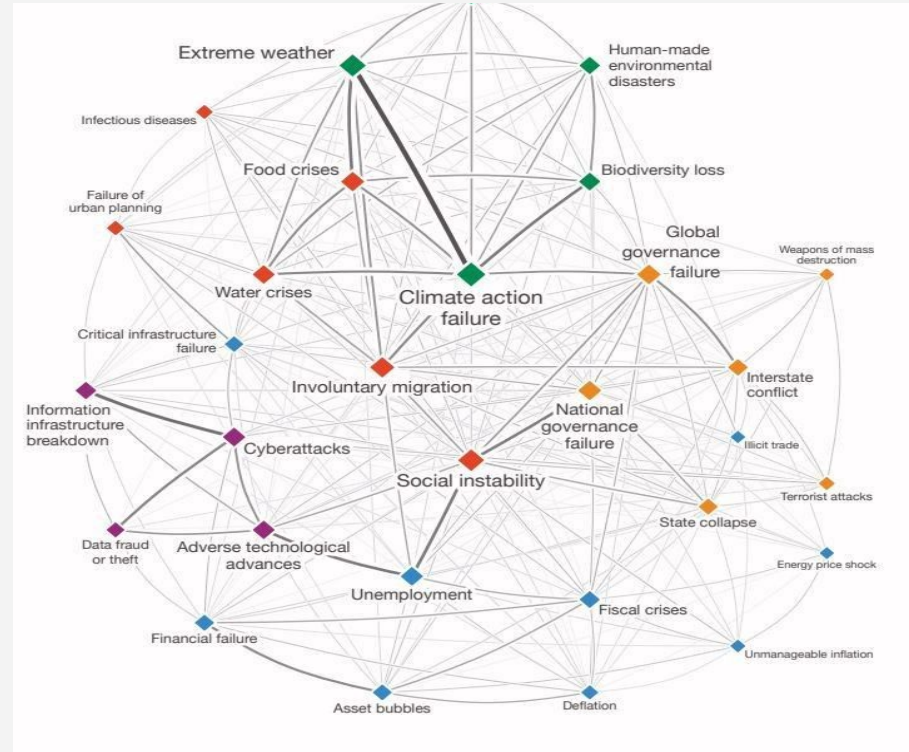 Extreme weather
Human-made
environmental
disasters
Infectious diseases
Food crises
Biodiversity loss
Failure of
urban planning
Global
governance
failure
Weapons of mass
destruction
Water crises
Climate action
failure
Critical infrastructure
failure
Involuntary migration
Interstate
conflict
Information
infrastructure
breakdown
National
governance
failure
Cyberattacks
Illicit trade
Social instability
Terrorist attacks
State collapse
Data fraud
or theft
Adverse technological
advances
Energy price shock
Unemployment
Fiscal crises
Financial failure
Unmanageable inflation
Asset bubbles
Deflation